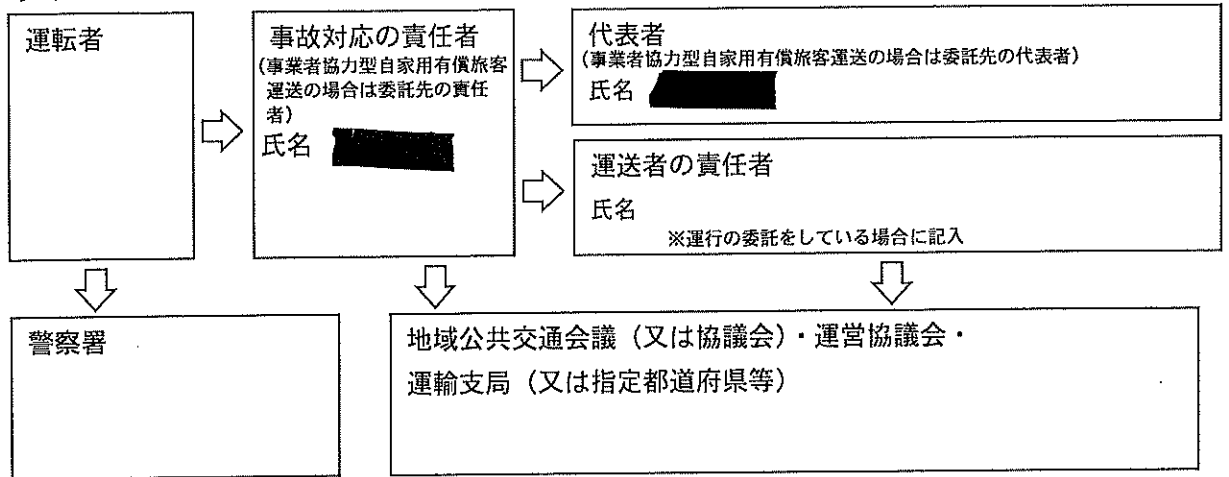 運転者
事故対応の責任者
(事業者協力型自家用有償旅客
運送の場合は委託先の責任
者)
氏名
代表者
(事業者協力型自家用有償旅客運送の場合は委託先の代表者)
氏名
運送者の責任者
氏名
※運行の委託をしている場合に記入
警察署
地域公共交通会議（又は協議会）・運営協議会・
運輸支局（又は指定都道府県等）